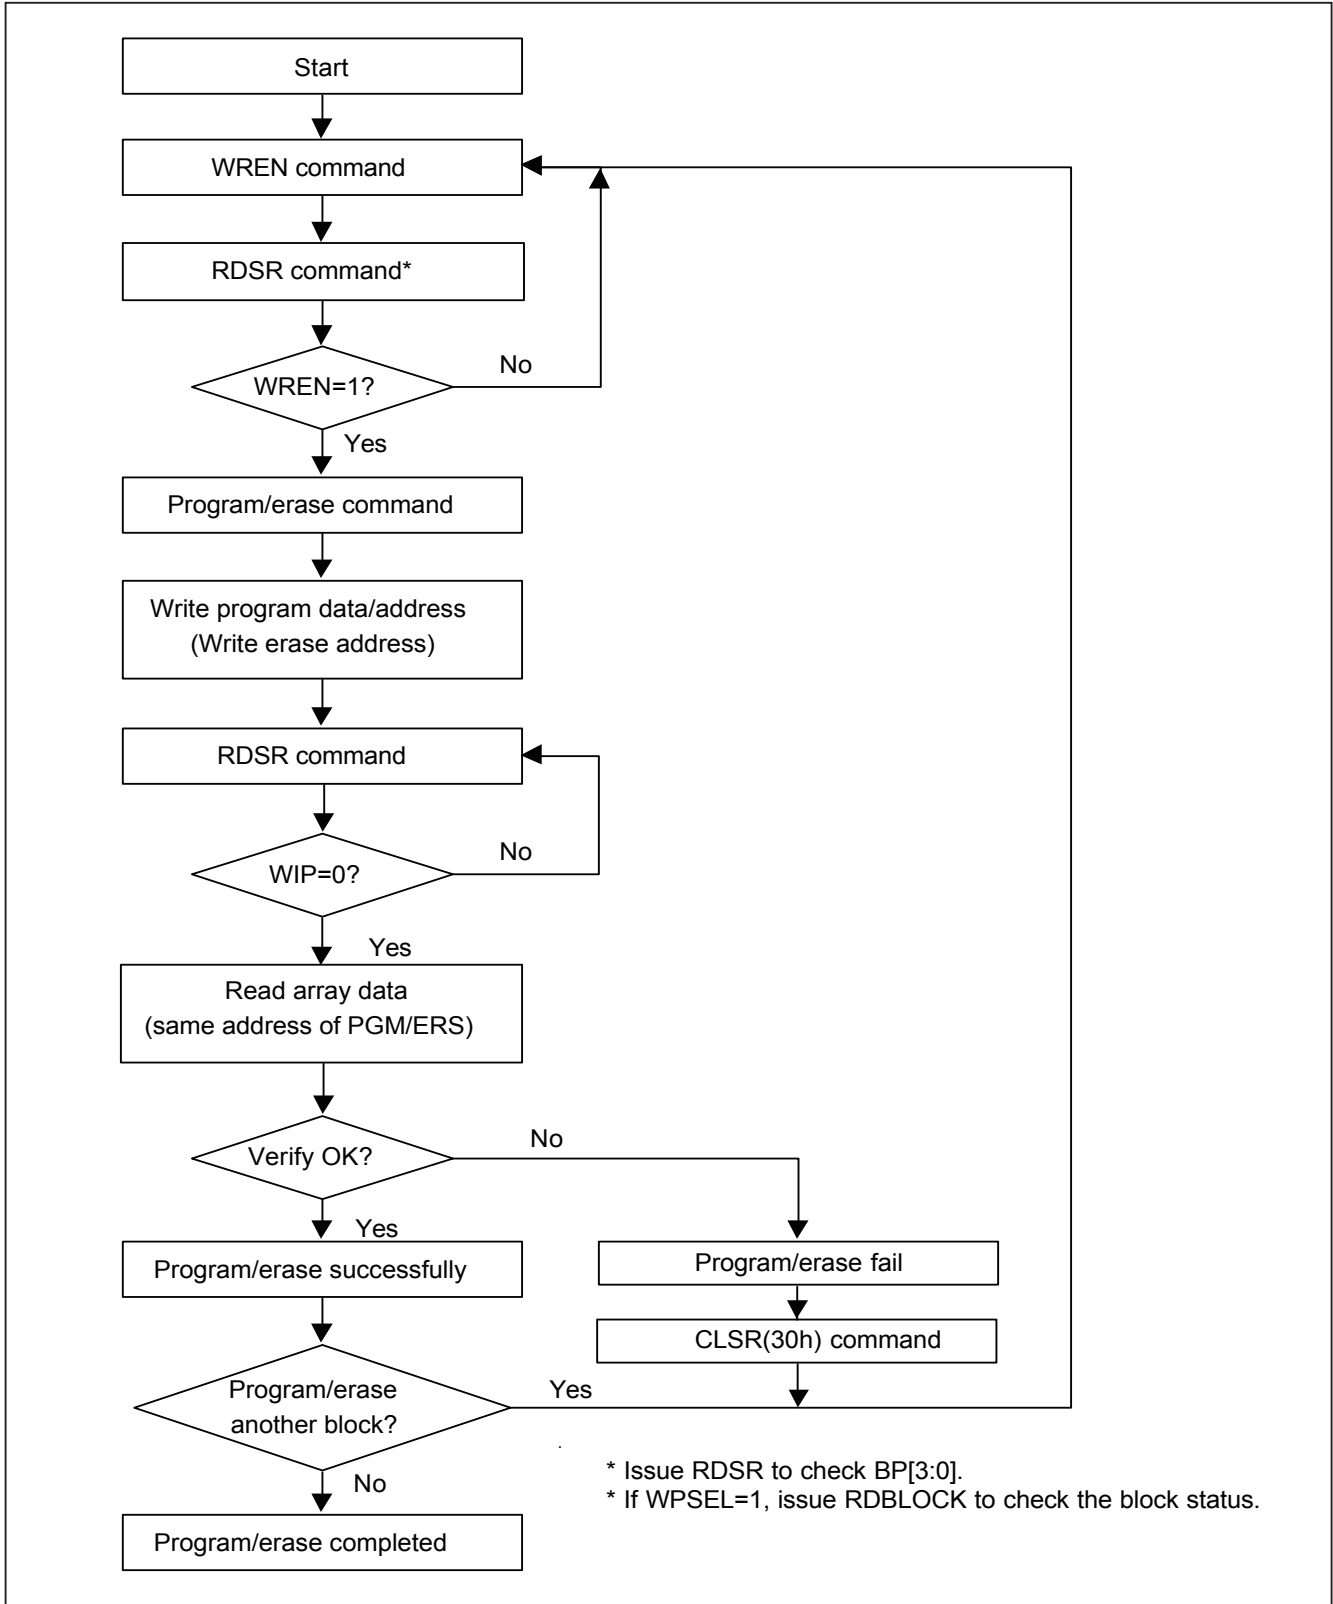 Start
WREN command
RDSR command*
WREN=1?
No
Yes
Program/erase command
Write program data/address
(Write erase address)
RDSR command
WIP=0?
No
Yes
Read array data
(same address of PGM/ERS)
Verify OK?
No
Yes
Program/erase successfully
Program/erase fail
CLSR(30h) command
Program/erase
another block?
Yes
No
* Issue RDSR to check BP[3:0].
* If WPSEL=1, issue RDBLOCK to check the block status.
Program/erase completed